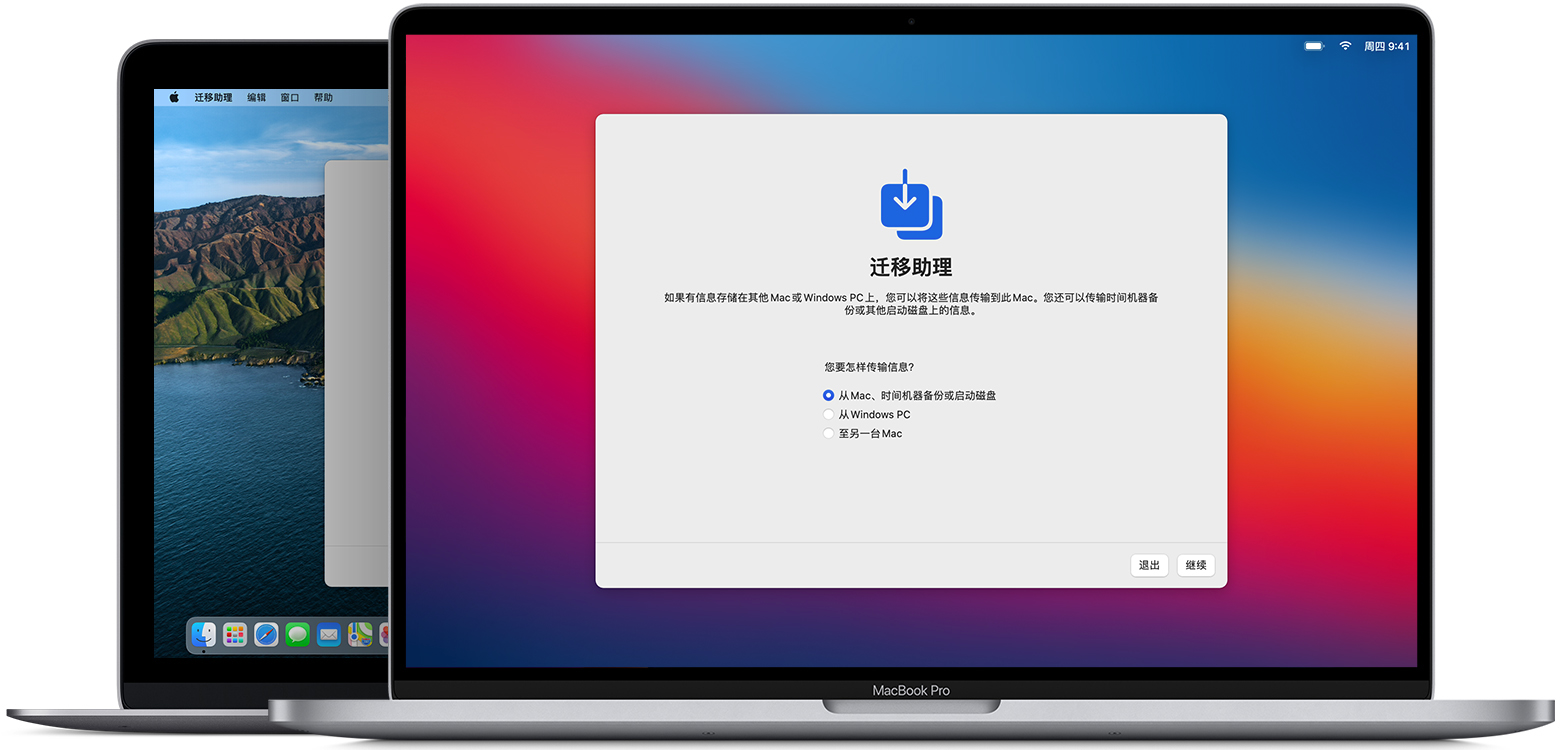 迁移助理 编辑 窗口 帮助
周四 9:41
迁移助理
如果有信息存储在其他 Mac 或 Windows PC 上，您可以将这些信息传输到此 Mac。您还可以传输时间机器备
份或其他启动磁盘上的信息。
您要怎样传输信息？
从 Mac、时间机器备份或启动磁盘
从 Windows PC
至另一台 Mac
退出 继续
MacBook Pro